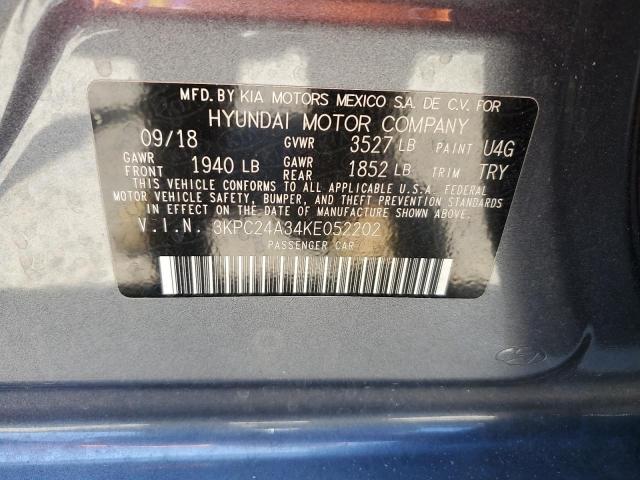 MFD. BY KIA MOTORS MEXICO S.A. DE C.V. FOR
HYUNDAI MOTOR COMPANY
09/18 GVWR 3527 LB PAINT U4G
GAWR FRONT 1940 LB GAWR REAR 1852 LB TRIM TRY
THIS VEHICLE CONFORMS TO ALL APPLICABLE U.S.A. FEDERAL
MOTOR VEHICLE SAFETY, BUMPER, AND THEFT PREVENTION STANDARDS
IN EFFECT ON THE DATE OF MANUFACTURE SHOWN ABOVE.
V.I.N. 3KPC24A34KE052202
PASSENGER CAR